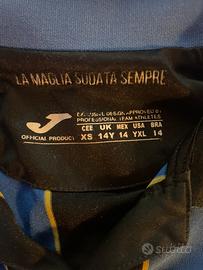 LA MAGLIA SUDATA SEMPRE
EXCLUSIVE DESIGN APPROVED BY
PROFESSIONAL TEAM ATHLETES
OFFICIAL PRODUCT
CEE UK MEX USA BRA
XS 14Y 14 YXL 14
subito